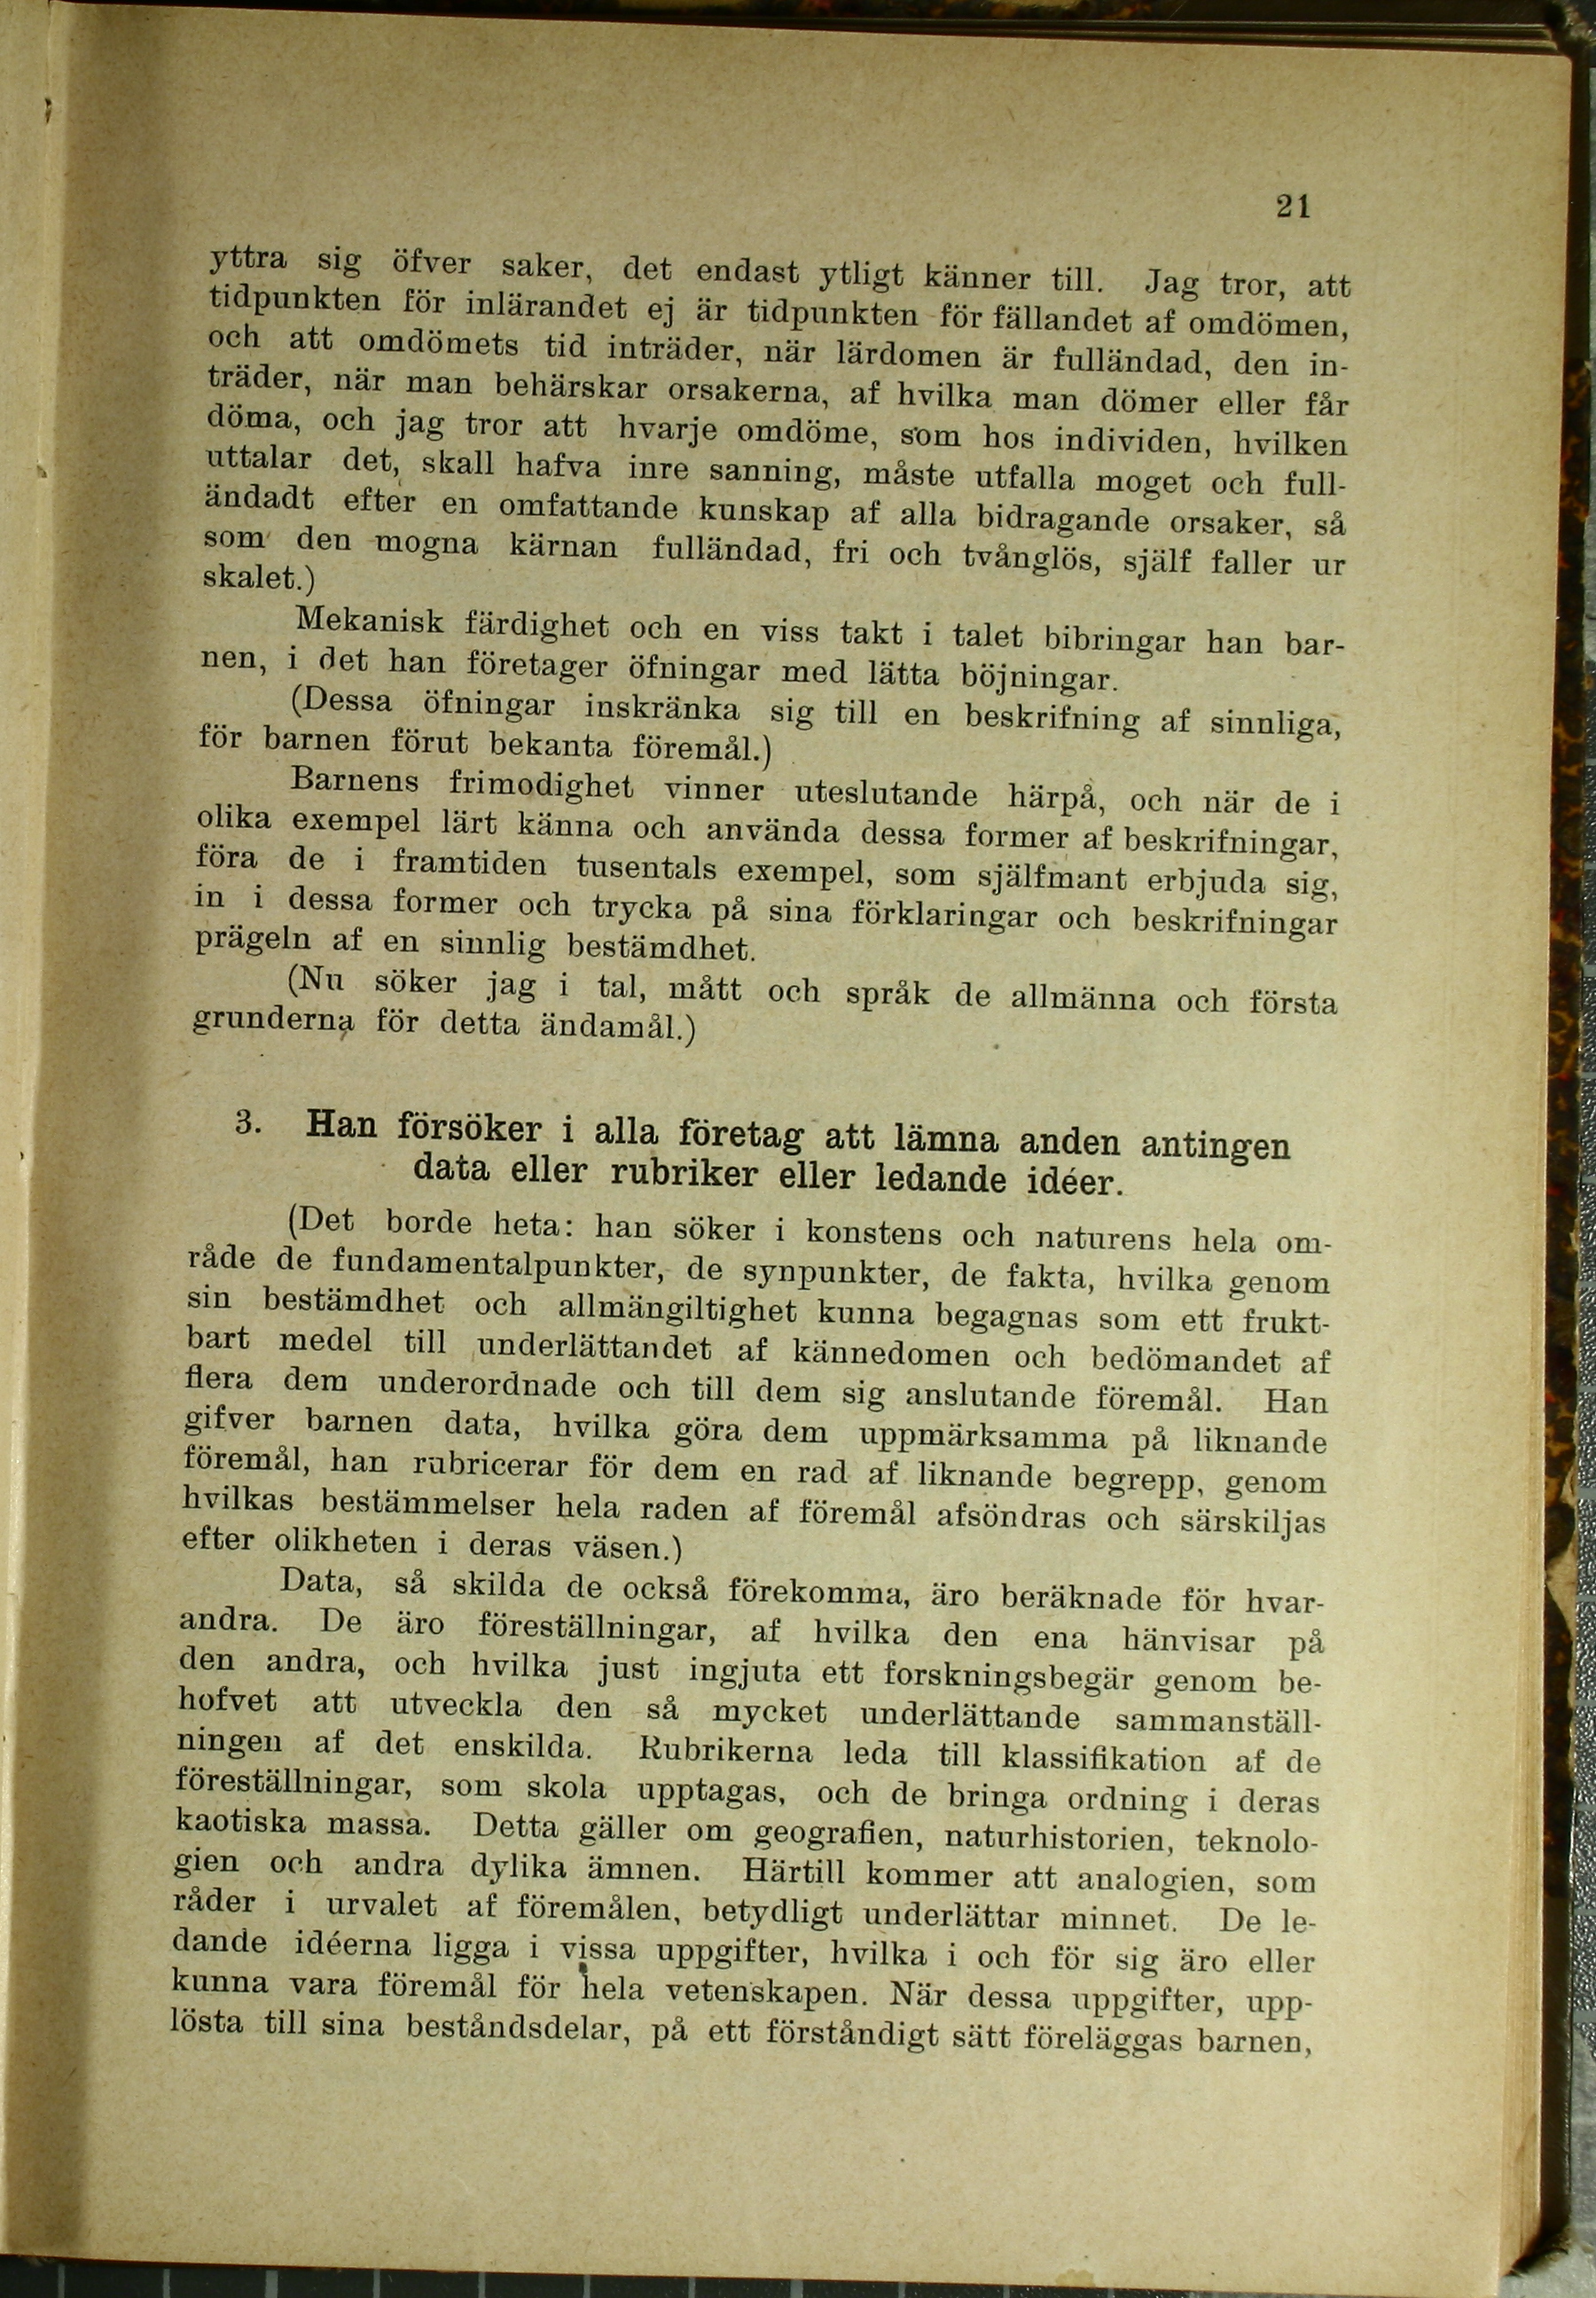 21
yttra sig öfver saker, det endast ytligt känner till. Jag tror, att
tidpunkten för inlärandet ej är tidpunkten för fällandet af omdömen,
och att omdömets tid inträder, när lärdomen är fulländad, den in-
träder, när man behärskar orsakerna, af hvilka man dömer eller får
döma, och jag tror att hvarje omdöme, som hos individen, hvilken
uttalar det, skall hafva inre sanning, måste utfalla moget och full-
ändadt efter en omfattande kunskap af alla bidragande orsaker, så
som den mogna kärnan fulländad, fri och tvånglös, själf faller ur
skalet.)
Mekanisk färdighet och en viss takt i talet bibringar han bar-
nen, i det han företager öfningar med lätta böjningar.
(Dessa öfningar inskränka sig till en beskrifning af sinnliga,
för barnen förut bekanta föremål.)
Barnens frimodighet vinner uteslutande härpå, och när de i
olika exempel lärt känna och använda dessa former af beskrifningar,
föra de i framtiden tusentals exempel, som själfmant erbjuda sig,
in i dessa former och trycka på sina förklaringar och beskrifningar
prägeln af en sinnlig bestämdhet.
(Nu söker jag i tal, mått och språk de allmänna och första
grunderna för detta ändamål.)
3. Han försöker i alla företag att lämna anden antingen
data eller rubriker eller ledande idéer.
(Det borde heta: han söker i konstens och naturens hela om-
råde de fundamentalpunkter, de synpunkter, de fakta, hvilka genom
sin bestämdhet och allmängiltighet kunna begagnas som ett frukt-
bart medel till underlättandet af kännedomen och bedömandet af
flera dem underordnade och till dem sig anslutande föremål. Han
gifver barnen data, hvilka göra dem uppmärksamma på liknande
föremål, han rubricerar för dem en rad af liknande begrepp, genom
hvilkas bestämmelser hela raden af föremål afsöndras och särskiljas
efter olikheten i deras väsen.)
Data, så skilda de också förekomma, äro beräknade för hvar-
andra. De äro föreställningar, af hvilka den ena hänvisar på
den andra, och hvilka just ingjuta ett forskningsbegär genom be-
hofvet att utveckla den så mycket underlättande sammanställ-
ningen af det enskilda. Rubrikerna leda till klassifikation af de
föreställningar, som skola upptagas, och de bringa ordning i deras
kaotiska massa. Detta gäller om geografien, naturhistorien, teknolo-
gien och andra dylika ämnen. Härtill kommer att analogien, som
råder i urvalet af föremålen, betydligt underlättar minnet. De le-
dande idéerna ligga i vissa uppgifter, hvilka i och för sig äro eller
kunna vara föremål för hela vetenskapen. När dessa uppgifter, upp-
lösta till sina beståndsdelar, på ett förståndigt sätt föreläggas barnen,